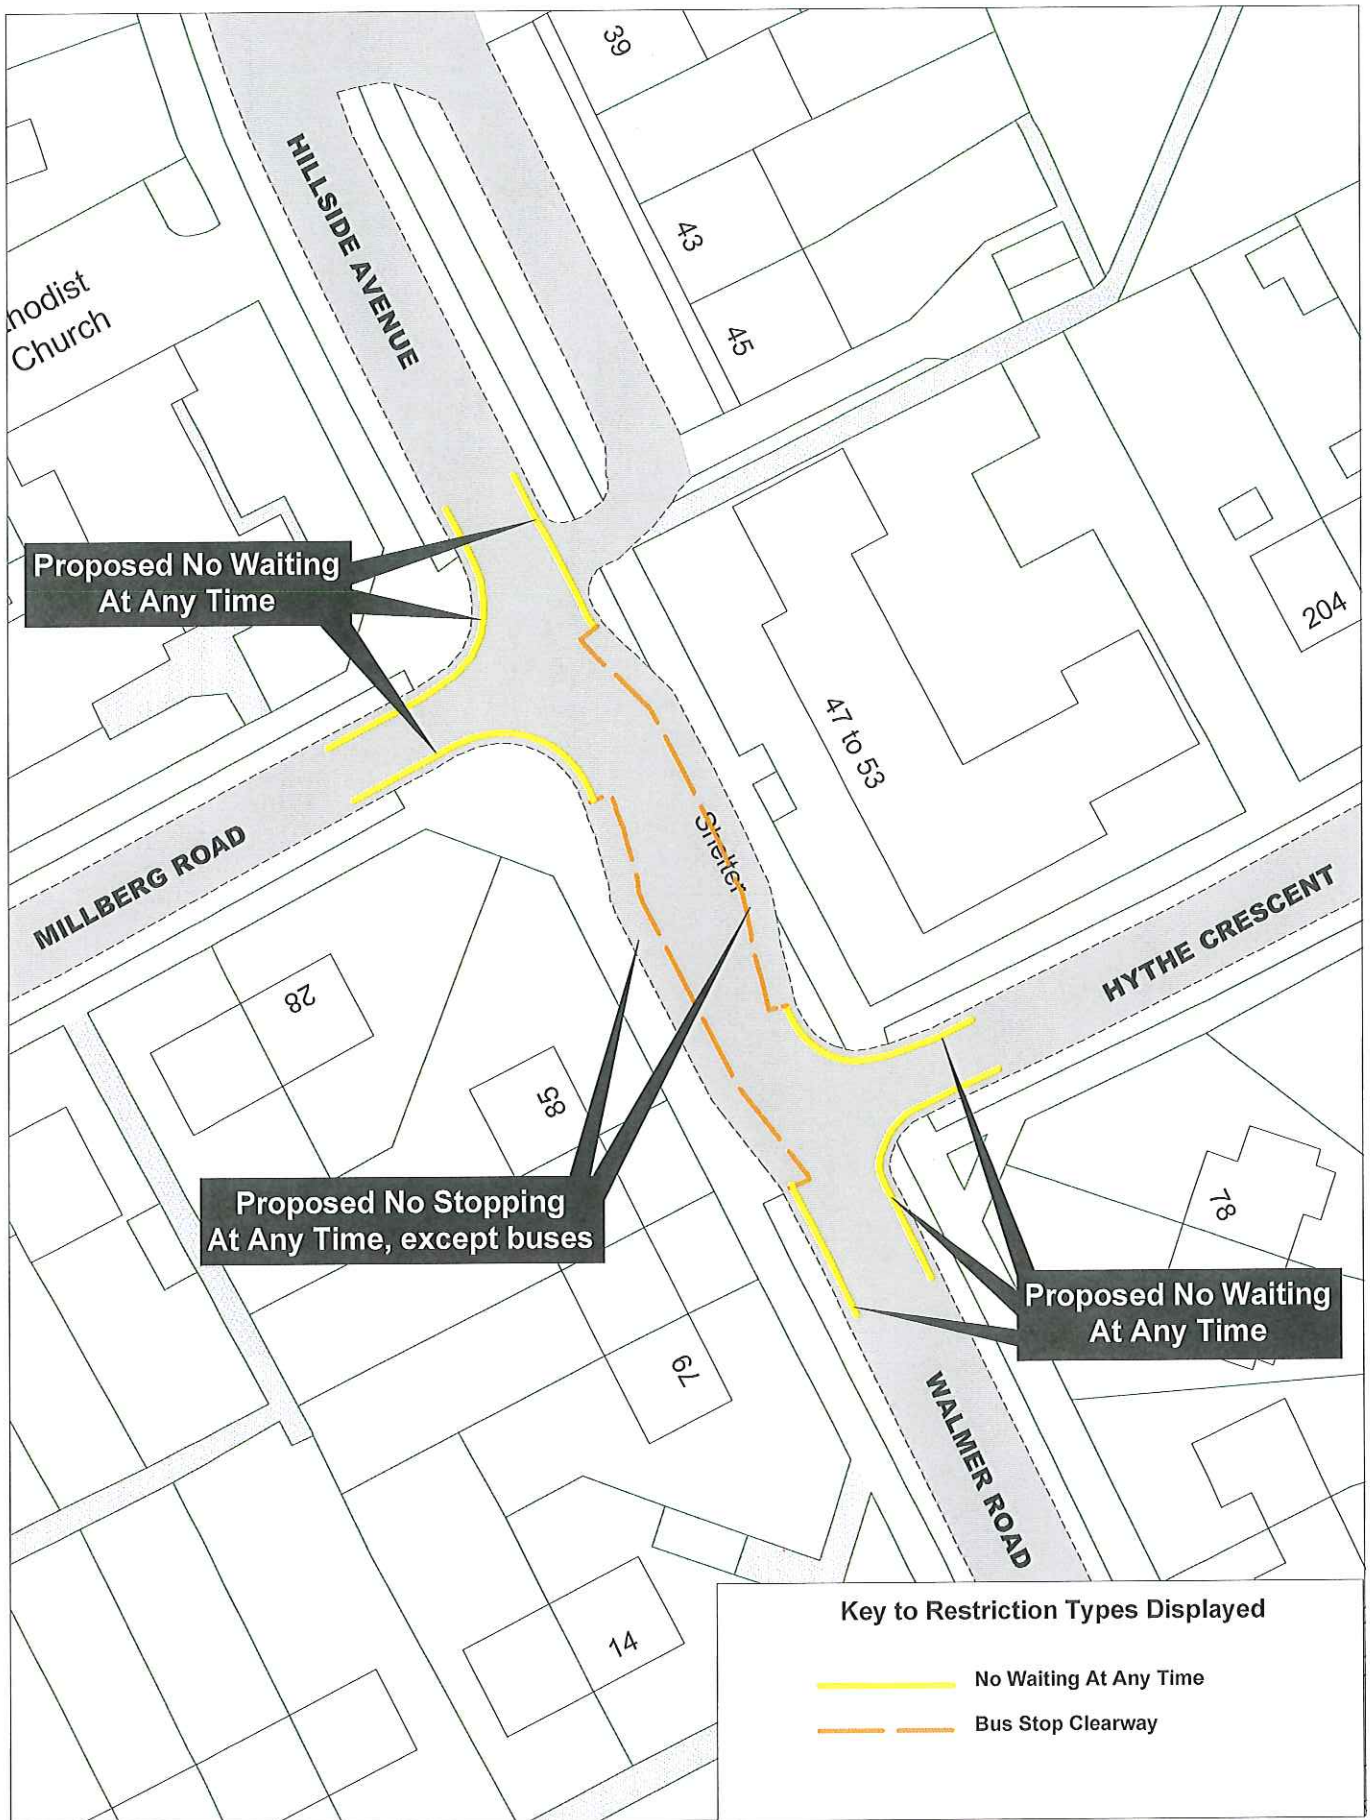 39
HILLSIDE AVENUE
43
45
Church
Proposed No Waiting
At Any Time
204
47 to 53
Shelter
MILLBERG ROAD
HYTHE CRESCENT
28
85
Proposed No Stopping
At Any Time, except buses
78
Proposed No Waiting
At Any Time
79
WALMER ROAD
14
Key to Restriction Types Displayed
No Waiting At Any Time
Bus Stop Clearway